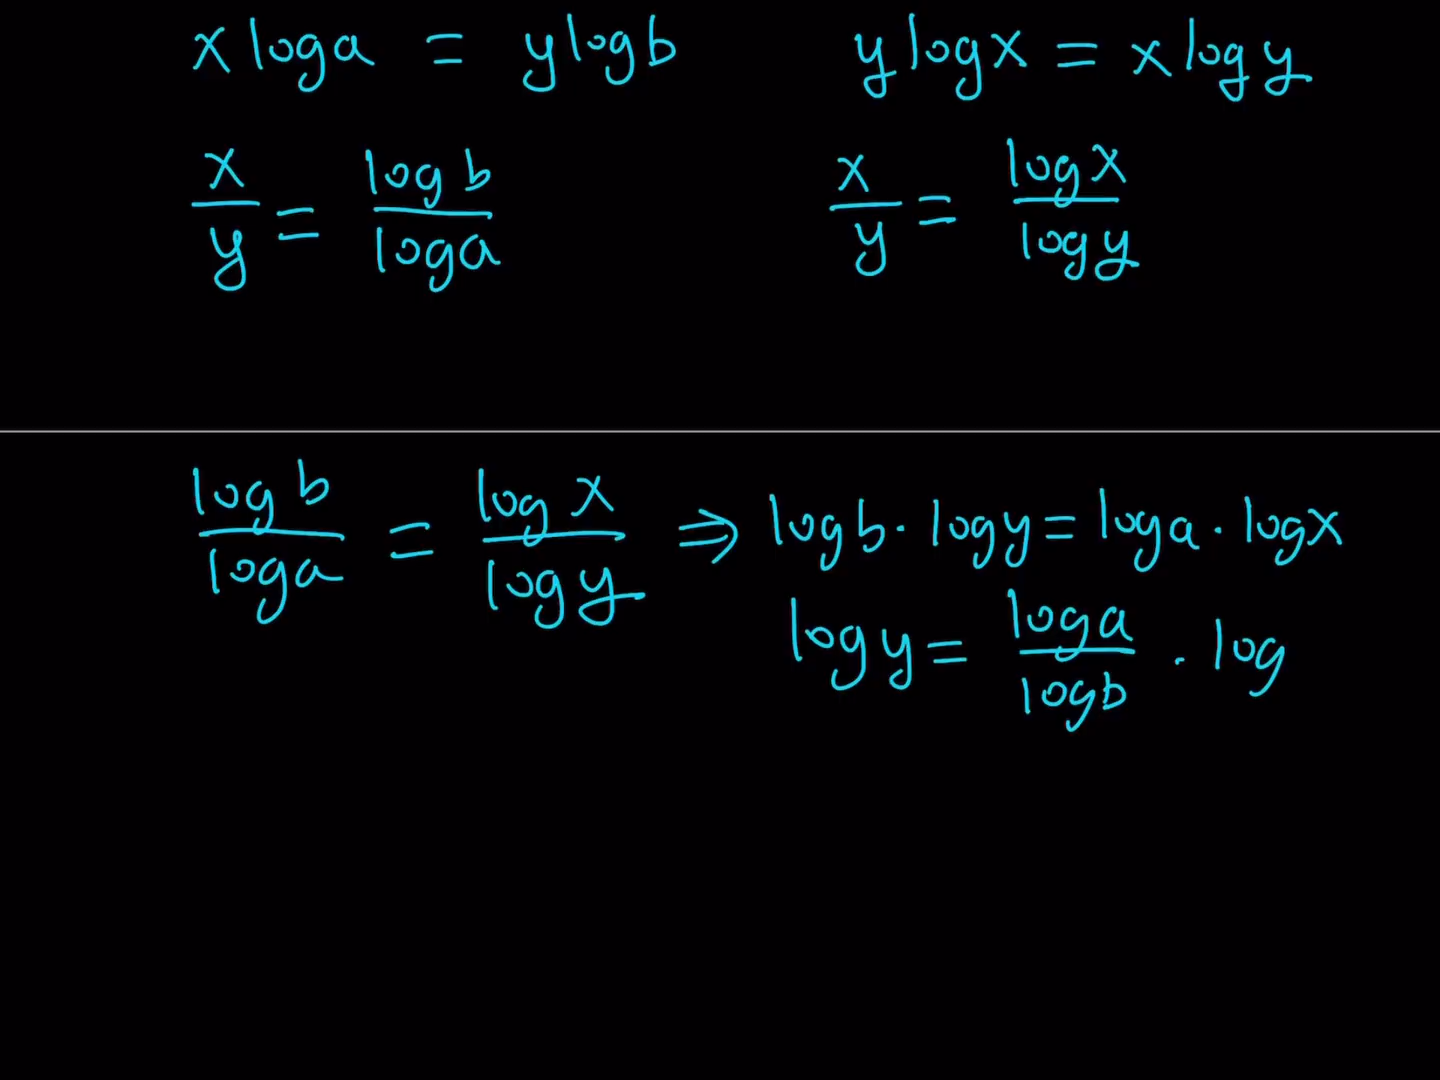 x log a = y log b
y log x = x log y
x/y = log b/log a
x/y = log x/log y
log b/log a = log x/log y ⇒ log b · log y = log a · log x
log y = log a/log b · log